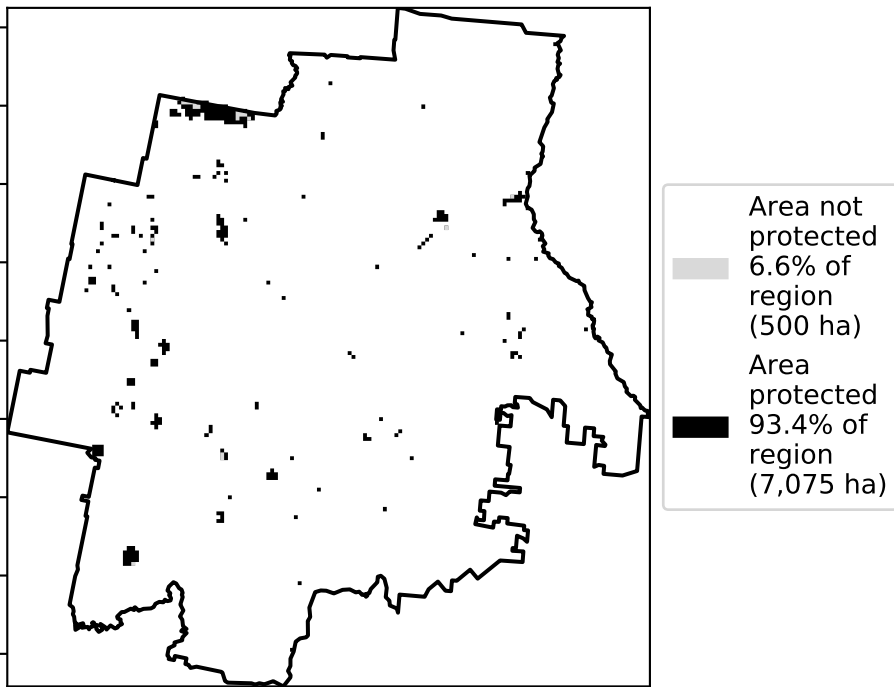 Area not
protected
6.6% of
region
(500 ha)
Area
protected
93.4% of
region
(7,075 ha)